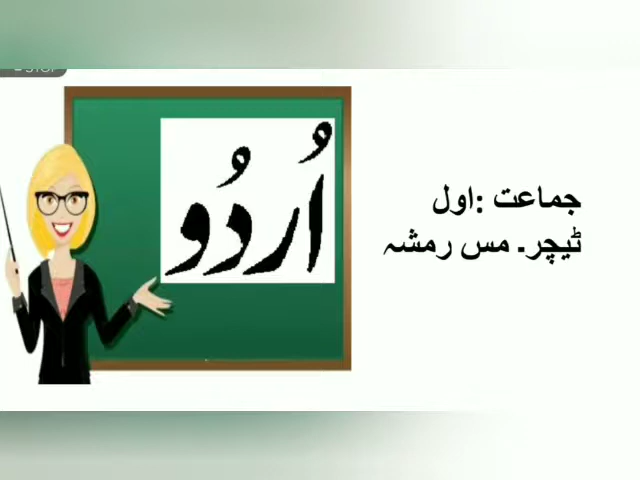 اُردُو
جماعت :اول
ٹیچر۔ مس رمشہ